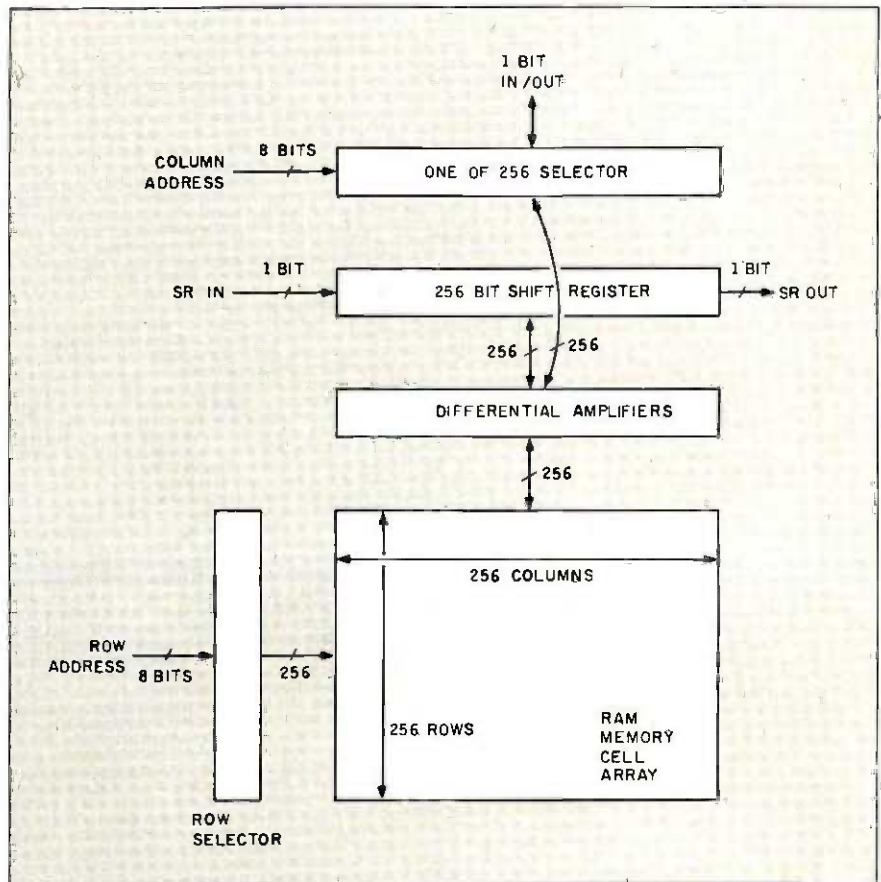 1 BIT
IN/OUT
COLUMN
ADDRESS
8 BITS
ONE OF 256 SELECTOR
SR IN
1 BIT
256 BIT SHIFT REGISTER
1 BIT
SR OUT
256
256
DIFFERENTIAL AMPLIFIERS
256
256 COLUMNS
ROW
ADDRESS
8 BITS
256
256 ROWS
RAM
MEMORY
CELL
ARRAY
ROW
SELECTOR